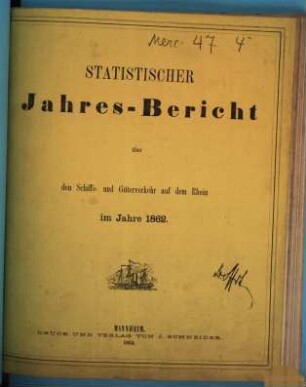 Merc. 47 4
STATISTISCHER
Jahres-Bericht
über
den Schiffs- und Güterverkehr auf dem Rhein
im Jahre 1862.
MANNHEIM.
DRUCK UND VERLAG VON J. SCHNEIDER.